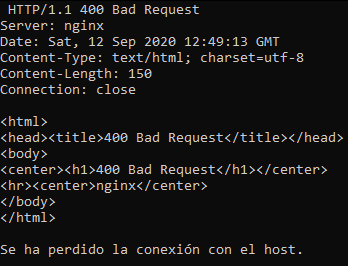 HTTP/1.1 400 Bad Request
Server: nginx
Date: Sat, 12 Sep 2020 12:49:13 GMT
Content-Type: text/html; charset=utf-8
Content-Length: 150
Connection: close

<html>
<head><title>400 Bad Request</title></head>
<body>
<center><h1>400 Bad Request</h1></center>
<hr><center>nginx</center>
</body>
</html>

Se ha perdido la conexión con el host.